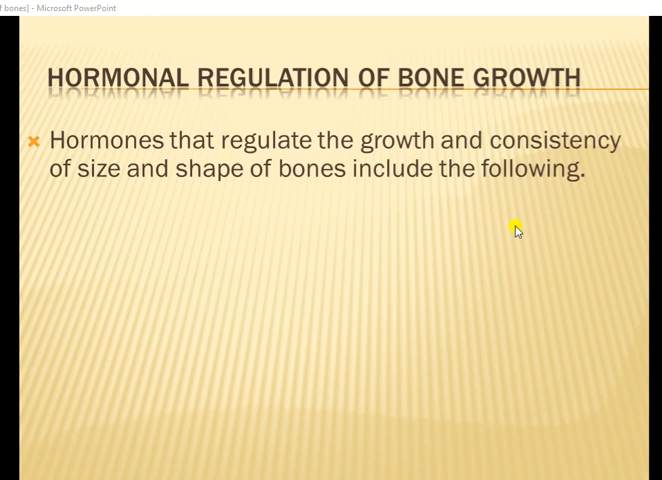 f bones] - Microsoft PowerPoint
HORMONAL REGULATION OF BONE GROWTH
Hormones that regulate the growth and consistency
of size and shape of bones include the following.